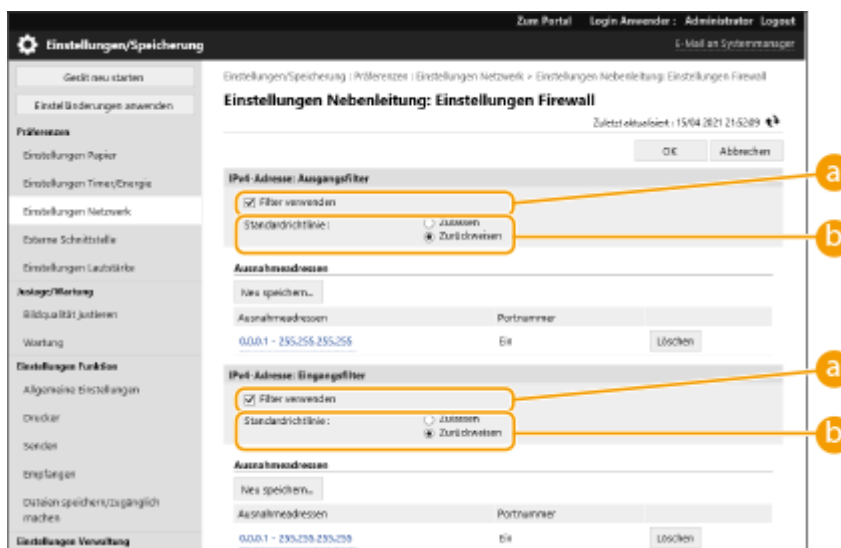 Zum Portal Login Anwender : Administrator Logout
Einstellungen/Speicherung
E-Mail an Systemmanager
Gerät neu starten
Einstelländerungen anwenden
Präferenzen
Einstellungen Papier
Einstellungen Timer/Energie
Einstellungen Netzwerk
Externe Schnittstelle
Einstellungen Lautstärke
Justage/Wartung
Bildqualität justieren
Wartung
Einstellungen Funktion
Allgemeine Einstellungen
Drucker
Senden
Empfangen
Dateien speichern/zugänglich
machen
Einstellungen Verwaltung
Einstellungen/Speicherung : Präferenzen : Einstellungen Netzwerk > Einstellungen Nebenleitung: Einstellungen Firewall
Einstellungen Nebenleitung: Einstellungen Firewall
Zuletzt aktualisiert : 15/04 2021 21:52:09
OK Abbrechen
IPv4-Adresse: Ausgangsfilter
Filter verwenden
a
Standardrichtlinie :
Zulassen
Zurückweisen
b
Ausnahmeadressen
Neu speichern...
Ausnahmeadressen Portnummer
0.0.0.1 - 255.255.255.255 Ein Löschen
IPv4-Adresse: Eingangsfilter
Filter verwenden
a
Standardrichtlinie :
Zulassen
Zurückweisen
b
Ausnahmeadressen
Neu speichern...
Ausnahmeadressen Portnummer
0.0.0.1 - 255.255.255.255 Ein Löschen